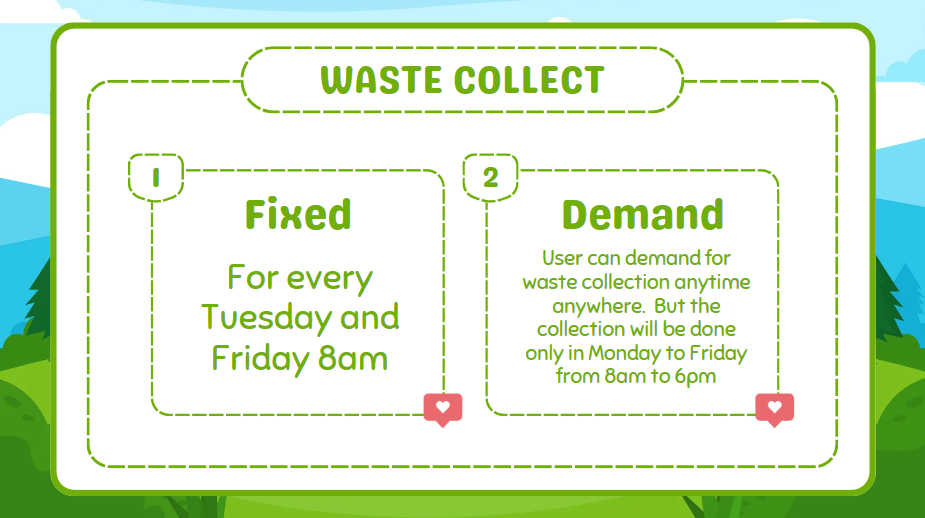 WASTE COLLECT
1
Fixed
For every
Tuesday and
Friday 8am
2
Demand
User can demand for
waste collection anytime
anywhere.  But the
collection will be done
only in Monday to Friday
from 8am to 6pm